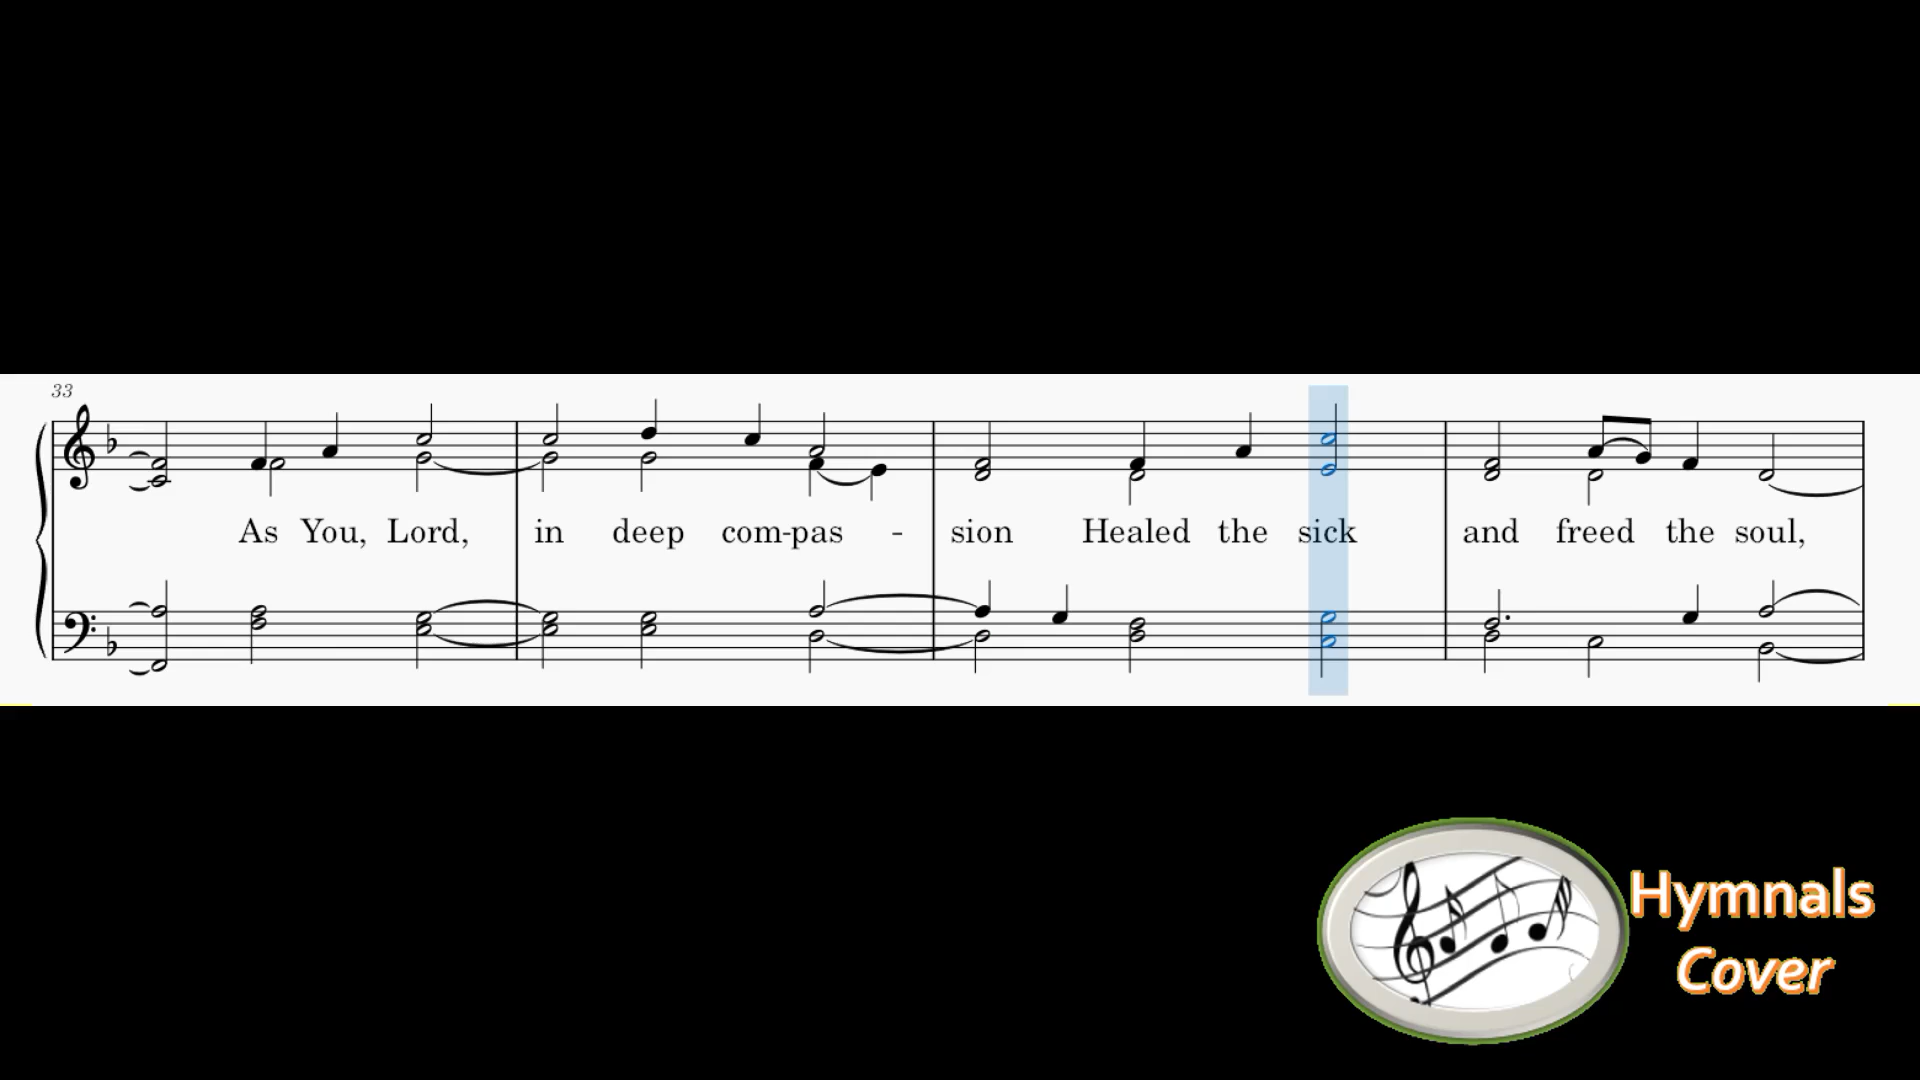 33
As You, Lord, in deep com-pas - sion Healed the sick and freed the soul,
Hymnals
Cover